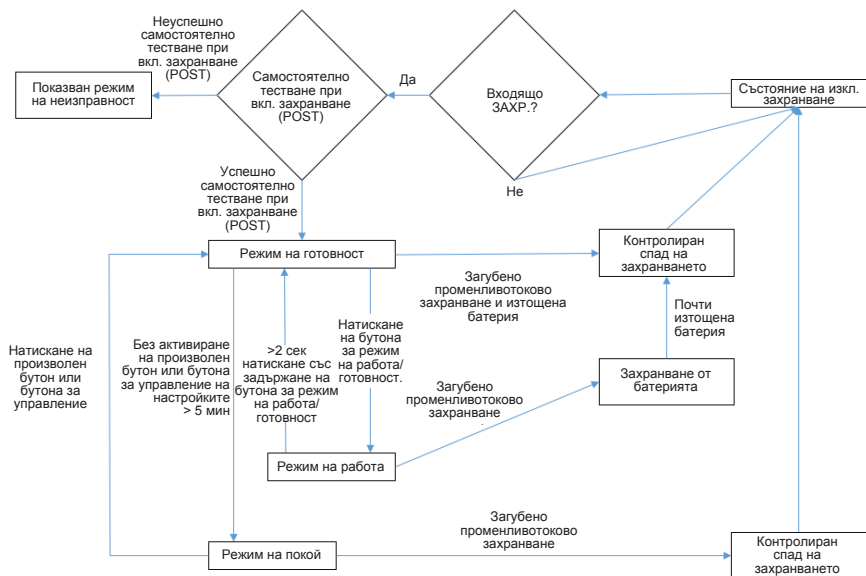 Неуспешно
самостоятелно
тестване при
вкл. захранване
(POST)
Показван режим
на неизправност
Самостоятелно
тестване при
вкл. захранване
(POST)
Да
Входящо
ЗАХР.?
Не
Състояние на изкл.
захранване
Успешно
самостоятелно
тестване при
вкл. захранване
(POST)
Режим на готовност
Загубено
променливотоково
захранване и изтощена
батерия
Контролиран
спад на
захранването
Почти
изтощена
батерия
Натискане на
произволен
бутон или
бутона за
управление
Без активиране
на произволен
бутон или бутона
за управление на
настройките
> 5 мин
>2 сек
натискане със
задържане на
бутона за режим
на работа/
готовност
Натискане
на бутона
за режим
на работа/
готовност.
Загубено
променливотоково
захранване
.
Захранване от
батерията
Режим на работа
Режим на покой
Загубено
променливотоково
захранване
Контролиран
спад на
захранването